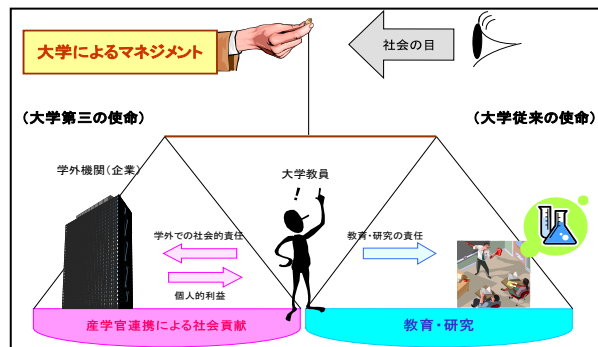 大学によるマネジメント
社会の目
(大学第三の使命)
(大学従来の使命)
学外機関(企業)
大学教員
!
学外での社会的責任
教育・研究の責任
個人的利益
産学官連携による社会貢献
教育・研究